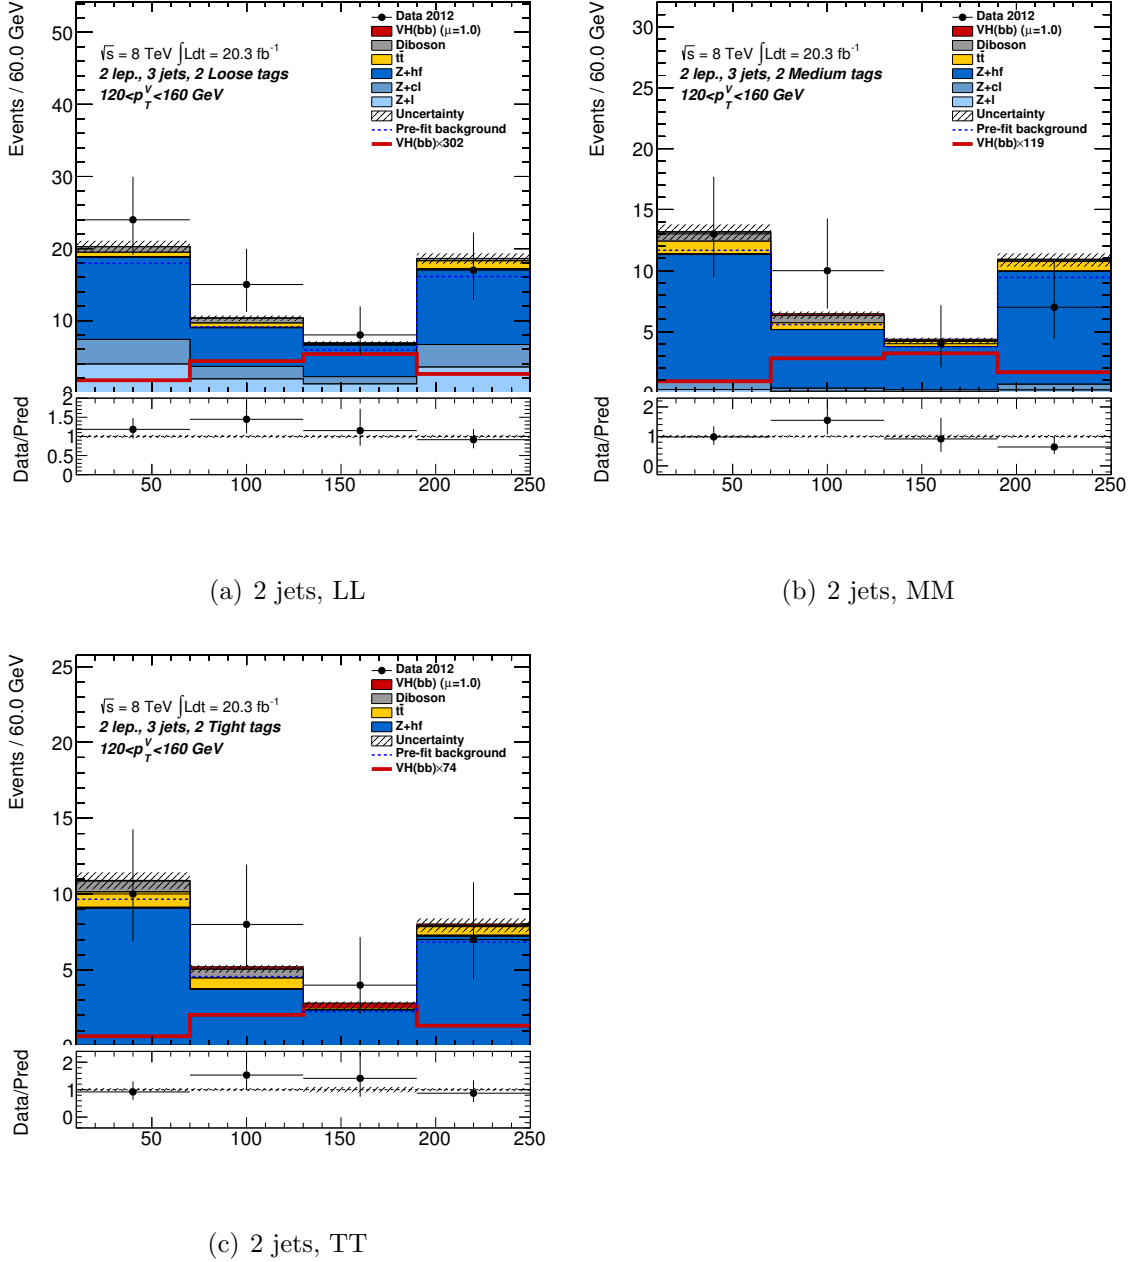 Events / 60.0 GeV
50
40
30
20
10
0
√s = 8 TeV ∫Ldt = 20.3 fb⁻¹
2 lep., 3 jets, 2 Loose tags
120<p_T^V<160 GeV
Data 2012
VH(bb) (μ=1.0)
Diboson
tt̄
Z+hf
Z+cl
Z+l
Uncertainty
Pre-fit background
VH(bb)×302
Data/Pred
2
1.5
1
0.5
0
50 100 150 200 250
(a) 2 jets, LL
Events / 60.0 GeV
30
25
20
15
10
5
0
√s = 8 TeV ∫Ldt = 20.3 fb⁻¹
2 lep., 3 jets, 2 Medium tags
120<p_T^V<160 GeV
Data 2012
VH(bb) (μ=1.0)
Diboson
tt̄
Z+hf
Z+cl
Z+l
Uncertainty
Pre-fit background
VH(bb)×119
Data/Pred
2
1
0
50 100 150 200 250
(b) 2 jets, MM
Events / 60.0 GeV
25
20
15
10
5
0
√s = 8 TeV ∫Ldt = 20.3 fb⁻¹
2 lep., 3 jets, 2 Tight tags
120<p_T^V<160 GeV
Data 2012
VH(bb) (μ=1.0)
Diboson
tt̄
Z+hf
Uncertainty
Pre-fit background
VH(bb)×74
Data/Pred
2
1
0
50 100 150 200 250
(c) 2 jets, TT